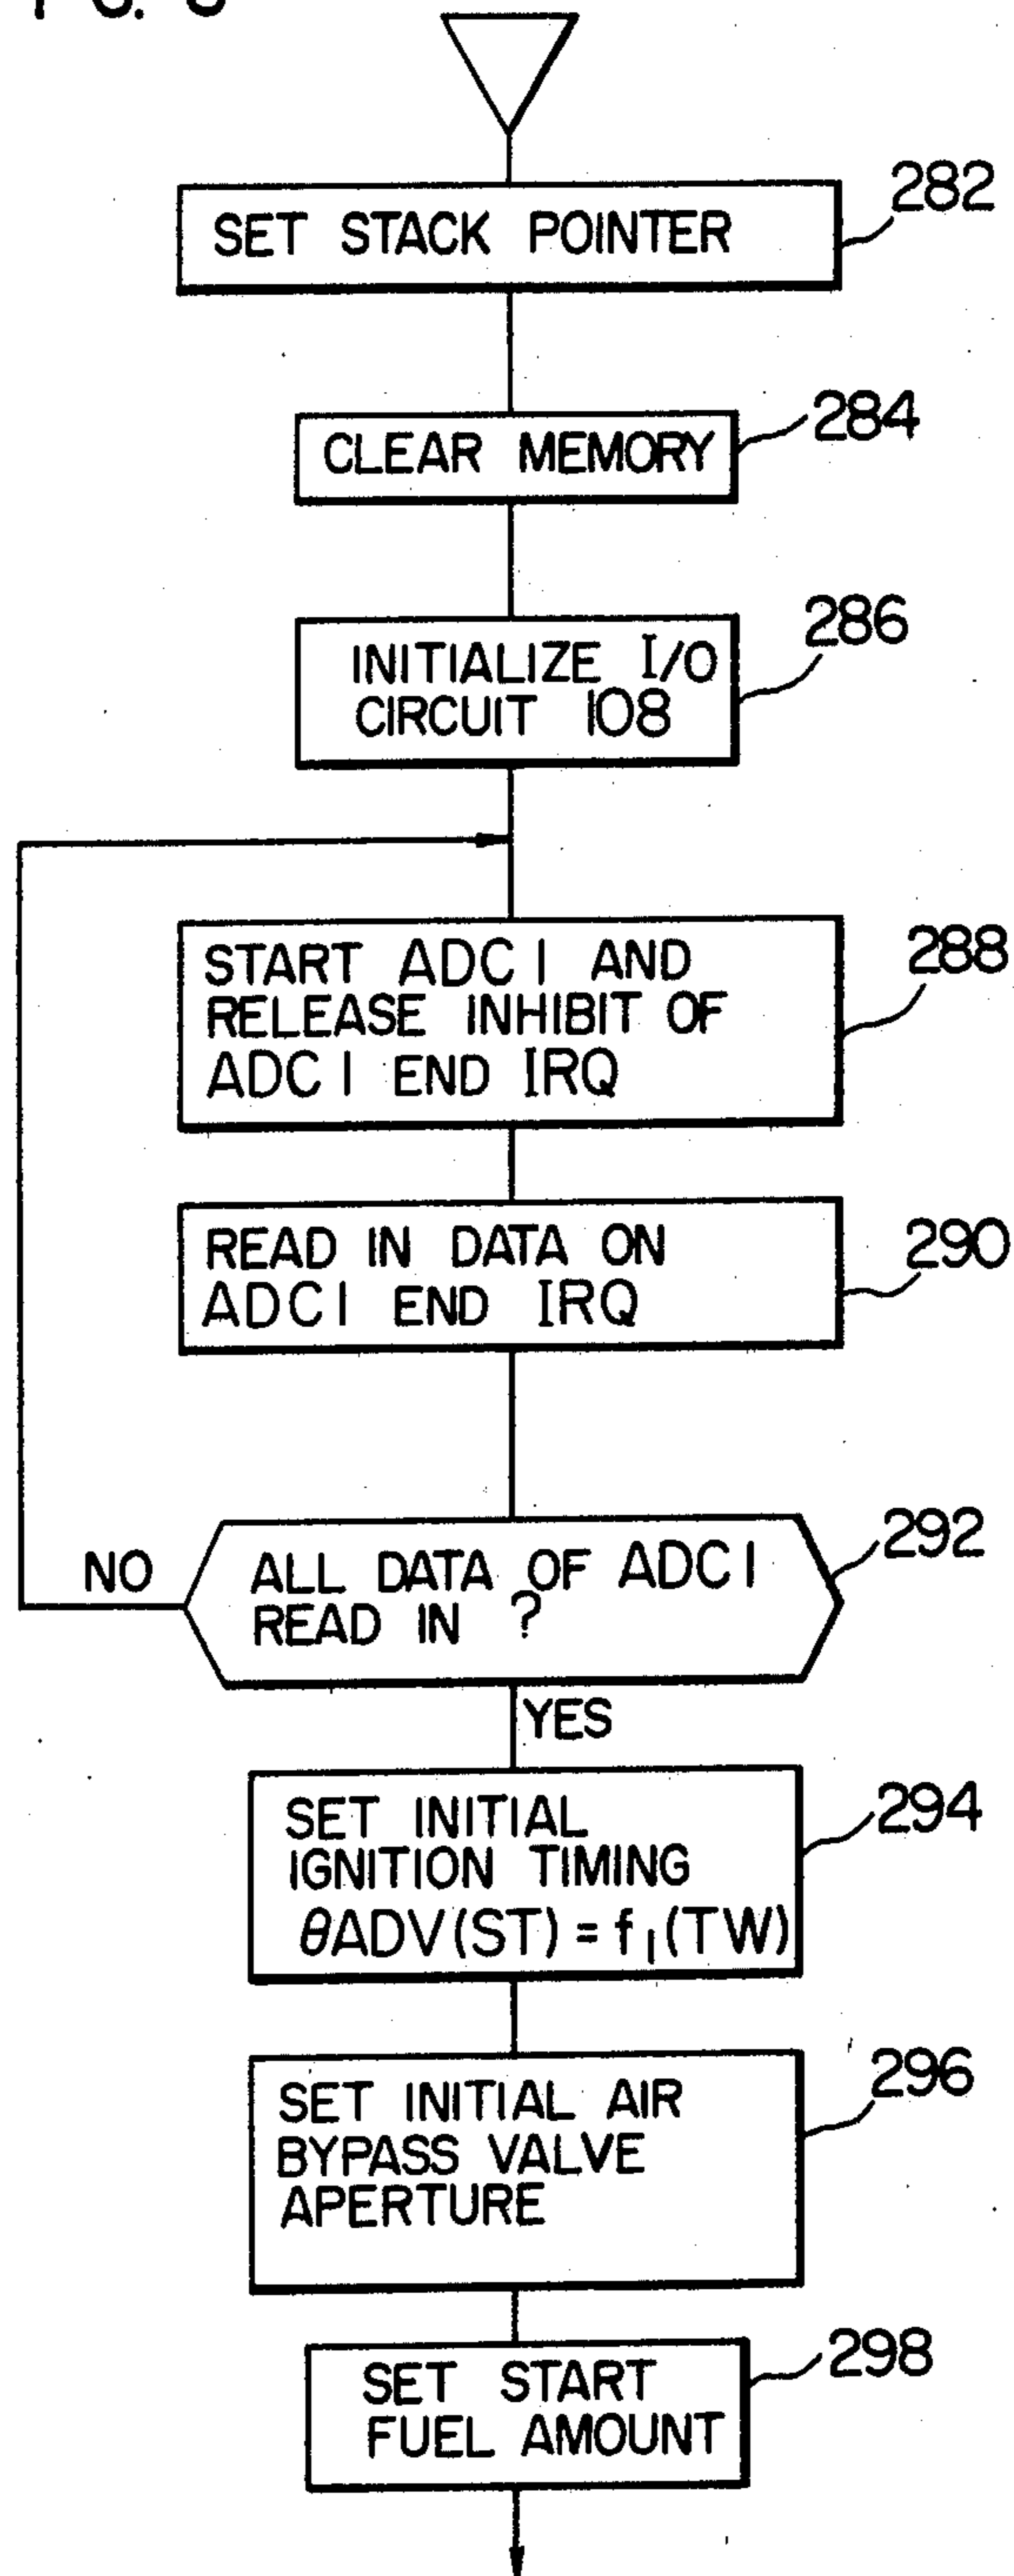 282
SET STACK POINTER
284
CLEAR MEMORY
286
INITIALIZE I/O
CIRCUIT 108
288
START ADC1 AND
RELEASE INHIBIT OF
ADC1 END IRQ
290
READ IN DATA ON
ADC1 END IRQ
292
NO
ALL DATA OF ADC1
READ IN ?
YES
294
SET INITIAL
IGNITION TIMING
θADV(ST) = f₁(TW)
296
SET INITIAL AIR
BYPASS VALVE
APERTURE
298
SET START
FUEL AMOUNT